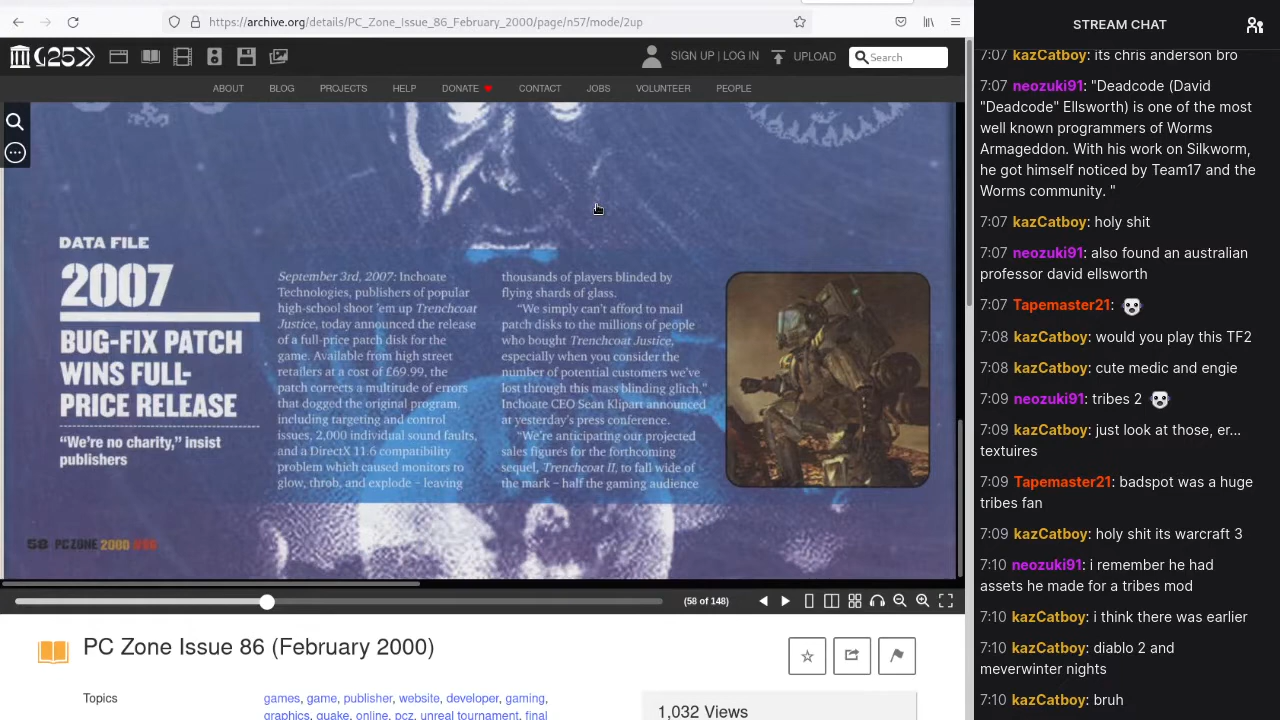 https://archive.org/details/PC_Zone_Issue_86_February_2000/page/n57/mode/2up
SIGN UP | LOG IN
UPLOAD
Search
ABOUT
BLOG
PROJECTS
HELP
DONATE
CONTACT
JOBS
VOLUNTEER
PEOPLE
DATA FILE
2007
BUG-FIX PATCH
WINS FULL-
PRICE RELEASE
“We’re no charity,” insist
publishers
September 3rd, 2007: Inchoate
Technologies, publishers of popular
high-school shoot ’em up Trenchcoat
Justice, today announced the release
of a full-price patch disk for the
game. Available from high street
retailers at a cost of £69.99, the
patch corrects a multitude of errors
that dogged the original program,
including targeting and control
issues, 2,000 individual sound faults,
and a DirectX 11.6 compatibility
problem which caused monitors to
glow, throb, and explode – leaving
thousands of players blinded by
flying shards of glass.
“We simply can’t afford to mail
patch disks to the millions of people
who bought Trenchcoat Justice,
especially when you consider the
number of potential customers we’ve
lost through this mass blinding glitch,”
Inchoate CEO Sean Klipart announced
at yesterday’s press conference.
“We’re anticipating our projected
sales figures for the forthcoming
sequel, Trenchcoat II, to fall wide of
the mark – half the gaming audience
58 PCZONE 2000
(58 of 148)
PC Zone Issue 86 (February 2000)
Topics
games, game, publisher, website, developer, gaming,
graphics, quake, online, pcz, unreal tournament, final
1,032 Views
STREAM CHAT
7:07 kazCatboy: its chris anderson bro
7:07 neozuki91: "Deadcode (David
"Deadcode" Ellsworth) is one of the most
well known programmers of Worms
Armageddon. With his work on Silkworm,
he got himself noticed by Team17 and the
Worms community. "
7:07 kazCatboy: holy shit
7:07 neozuki91: also found an australian
professor david ellsworth
7:07 Tapemaster21:
7:08 kazCatboy: would you play this TF2
7:08 kazCatboy: cute medic and engie
7:09 neozuki91: tribes 2
7:09 kazCatboy: just look at those, er...
textuires
7:09 Tapemaster21: badspot was a huge
tribes fan
7:09 kazCatboy: holy shit its warcraft 3
7:10 neozuki91: i remember he had
assets he made for a tribes mod
7:10 kazCatboy: i think there was earlier
7:10 kazCatboy: diablo 2 and
meverwinter nights
7:10 kazCatboy: bruh